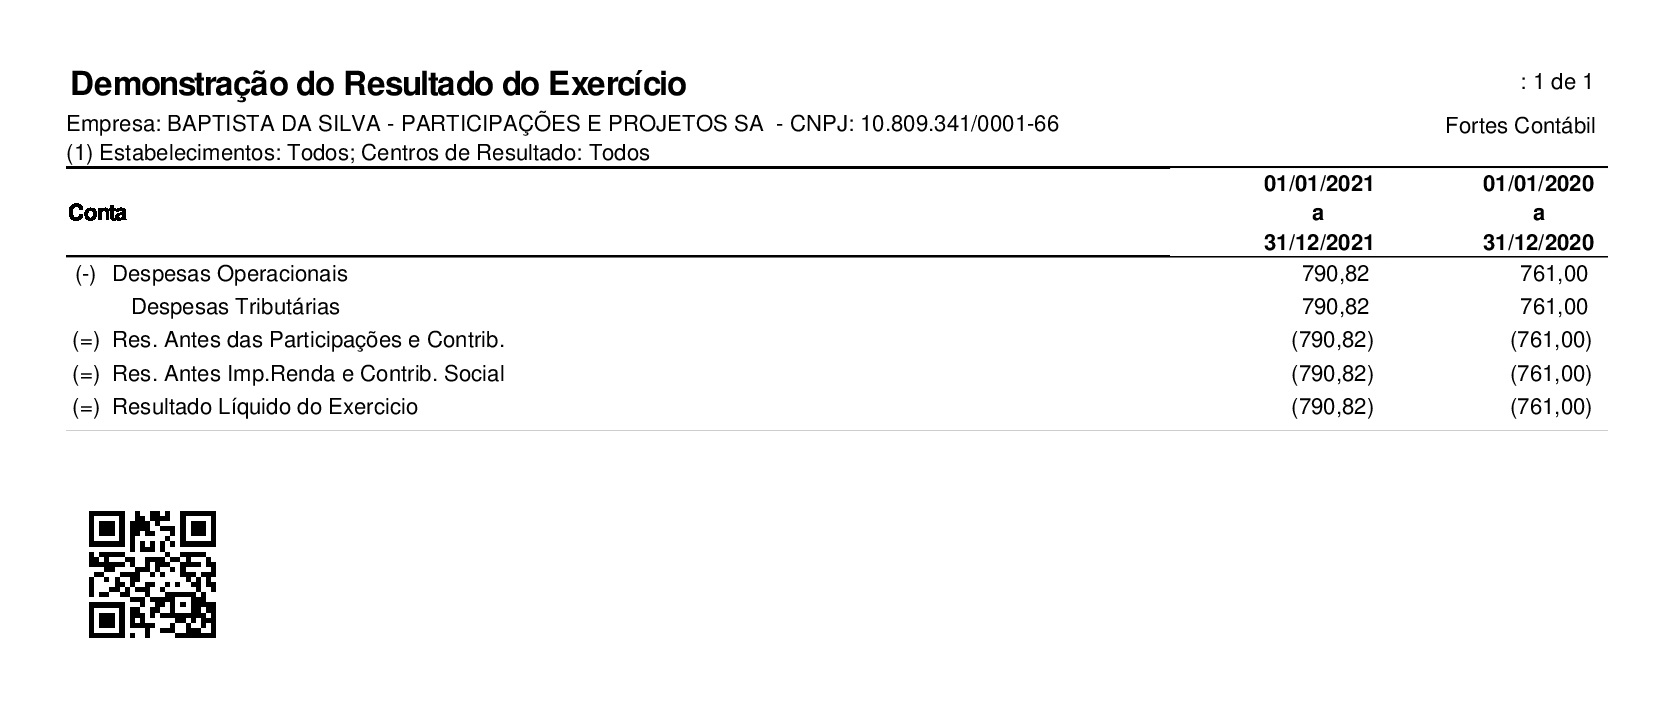 Demonstração do Resultado do Exercício : 1 de 1
Empresa: BAPTISTA DA SILVA - PARTICIPAÇÕES E PROJETOS SA - CNPJ: 10.809.341/0001-66 Fortes Contábil
(1) Estabelecimentos: Todos; Centros de Resultado: Todos
01/01/2021 01/01/2020
Conta a a
31/12/2021 31/12/2020
(-) Despesas Operacionais 790,82 761,00
Despesas Tributárias 790,82 761,00
(=) Res. Antes das Participações e Contrib. (790,82) (761,00)
(=) Res. Antes Imp.Renda e Contrib. Social (790,82) (761,00)
(=) Resultado Líquido do Exercicio (790,82) (761,00)